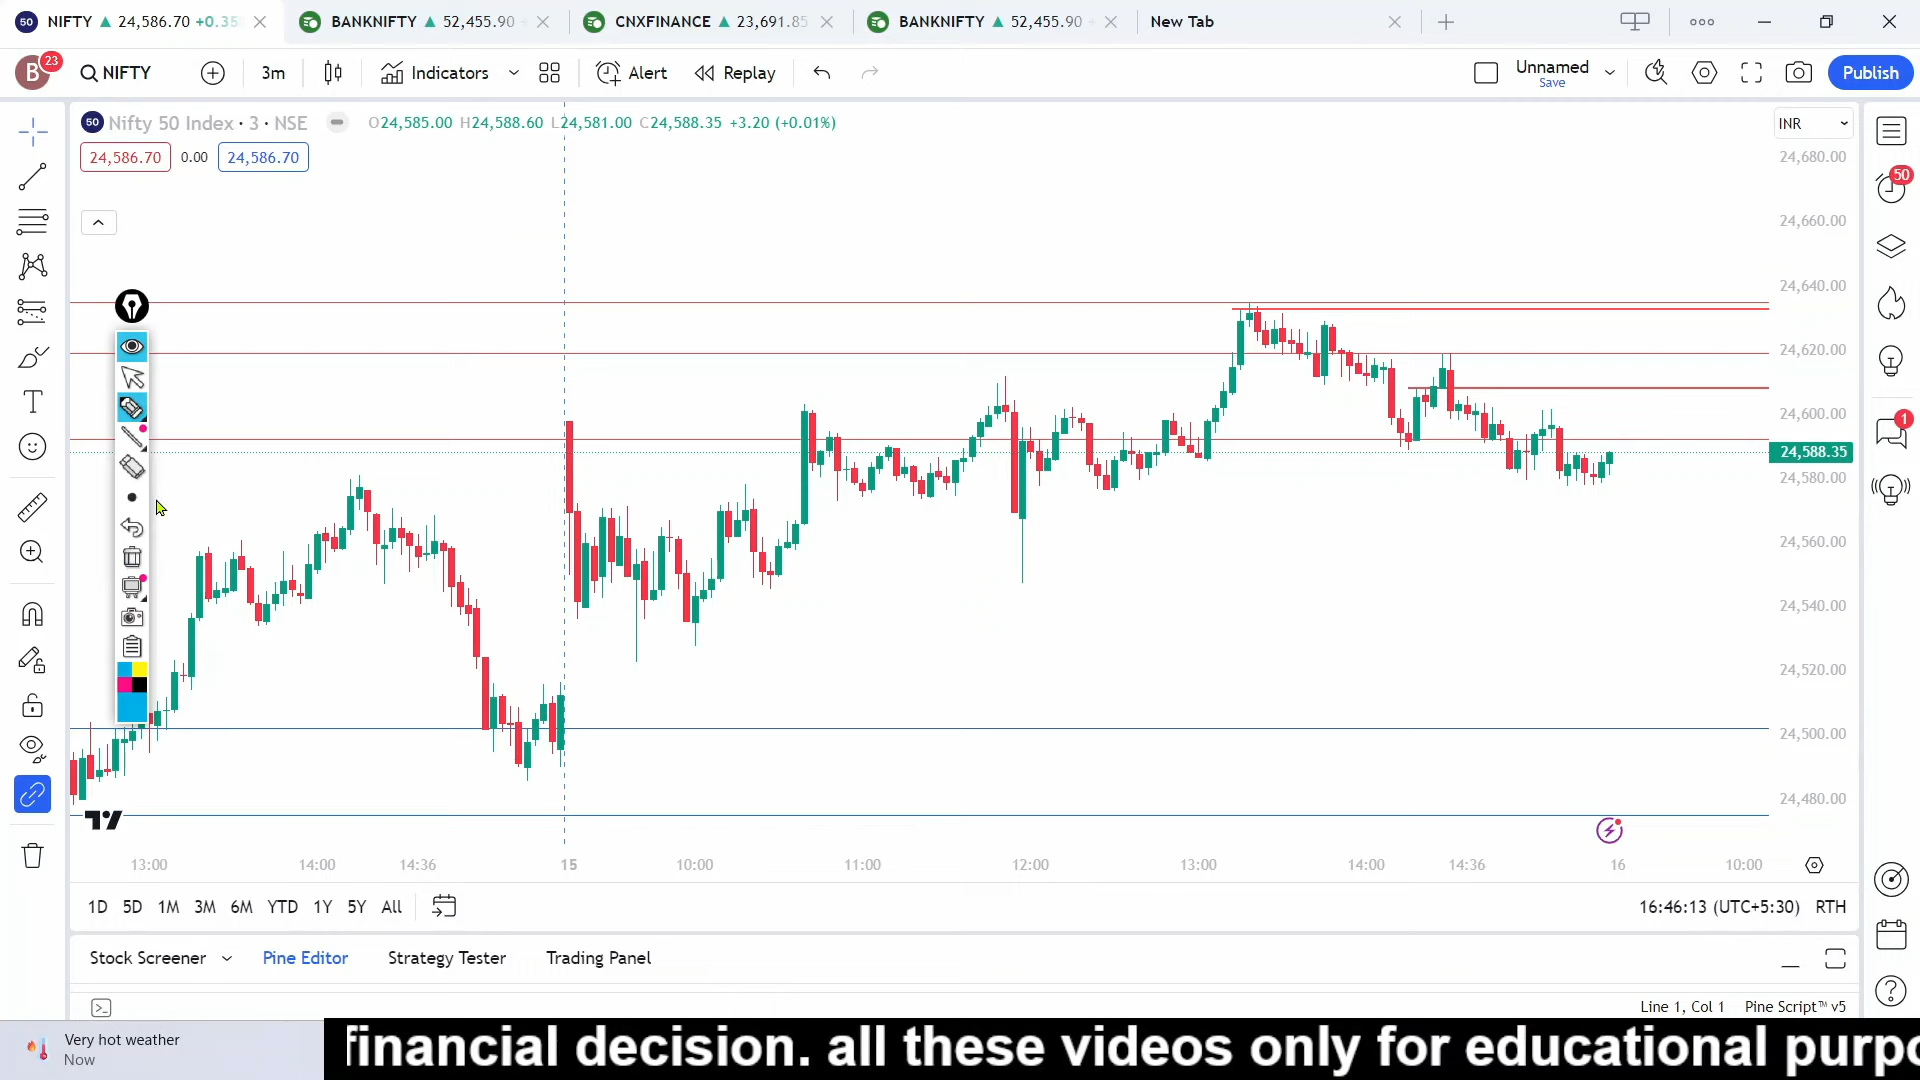 50 NIFTY ▲ 24,586.70 +0.35
BANKNIFTY ▲ 52,455.90
CNXFINANCE ▲ 23,691.85
BANKNIFTY ▲ 52,455.90
New Tab
B 23
NIFTY
3m
Indicators
Alert
Replay
Unnamed
Save
Publish
50 Nifty 50 Index · 3 · NSE
O24,585.00 H24,588.60 L24,581.00 C24,588.35 +3.20 (+0.01%)
INR
24,586.70 0.00 24,586.70
24,680.00
24,660.00
24,640.00
24,620.00
24,600.00
24,588.35
24,580.00
24,560.00
24,540.00
24,520.00
24,500.00
24,480.00
50
1
13:00 14:00 14:36 15 10:00 11:00 12:00 13:00 14:00 14:36 16 10:00
1D 5D 1M 3M 6M YTD 1Y 5Y All
16:46:13 (UTC+5:30) RTH
Stock Screener Pine Editor Strategy Tester Trading Panel
Line 1, Col 1 Pine Script™ v5
Very hot weather
Now
financial decision. all these videos only for educational purpo